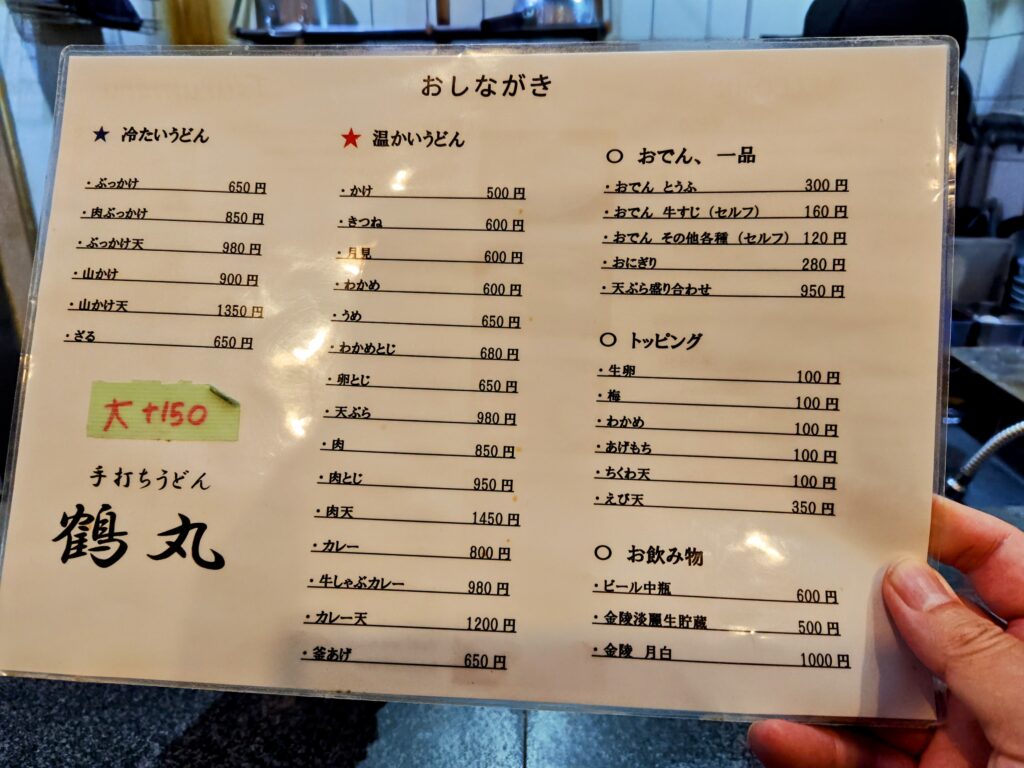 おしながき
★ 冷たいうどん
・ぶっかけ 650円
・肉ぶっかけ 850円
・ぶっかけ天 980円
・山かけ 900円
・山かけ天 1350円
・ざる 650円
大 +150
手打ちうどん
鶴丸
★ 温かいうどん
・かけ 500円
・きつね 600円
・月見 600円
・わかめ 600円
・うめ 650円
・わかめとじ 680円
・卵とじ 650円
・天ぷら 980円
・肉 850円
・肉とじ 950円
・肉天 1450円
・カレー 800円
・牛しゃぶカレー 980円
・カレー天 1200円
・釜あげ 650円
○ おでん、一品
・おでん とうふ 300円
・おでん 牛すじ（セルフ） 160円
・おでん その他各種（セルフ） 120円
・おにぎり 280円
・天ぷら盛り合わせ 950円
○ トッピング
・生卵 100円
・梅 100円
・わかめ 100円
・あげもち 100円
・ちくわ天 100円
・えび天 350円
○ お飲み物
・ビール中瓶 600円
・金陵淡麗生貯蔵 500円
・金陵 月白 1000円